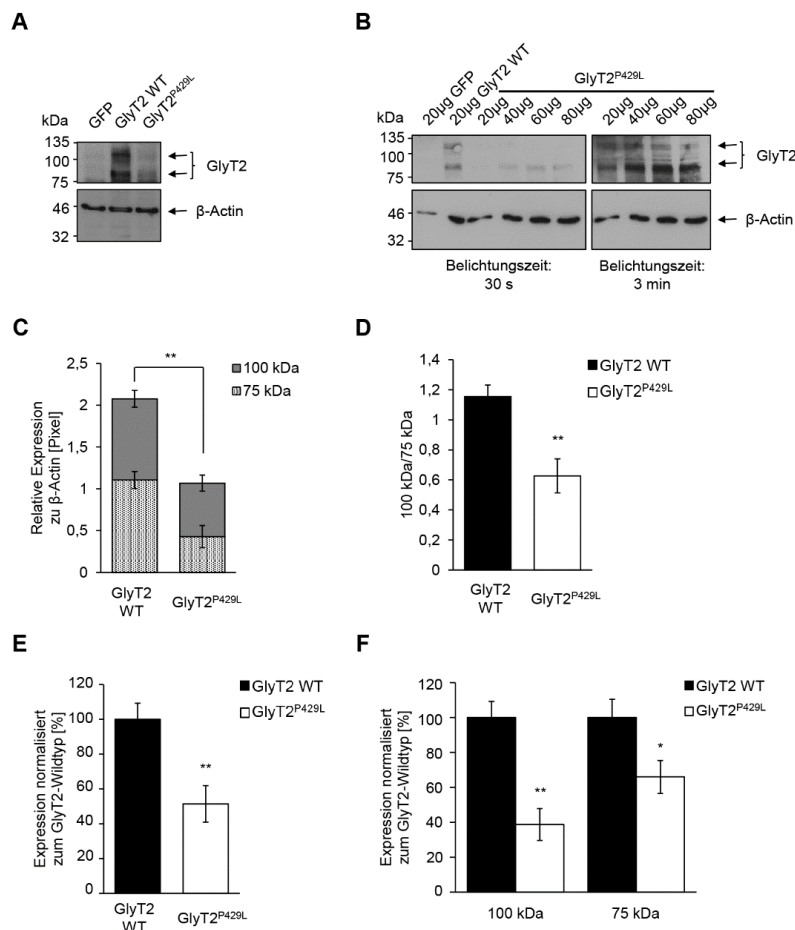 A
kDa
GFP
GlyT2 WT
GlyT2P429L
135
100
75
GlyT2
46
32
β-Actin
B
GlyT2P429L
kDa
20µg GFP
20µg GlyT2 WT
20µg
40µg
60µg
80µg
20µg
40µg
60µg
80µg
135
100
75
GlyT2
46
32
β-Actin
Belichtungszeit:
30 s
Belichtungszeit:
3 min
C
Relative Expression
zu β-Actin [Pixel]
2,5
2
1,5
1
0,5
0
**
100 kDa
75 kDa
GlyT2
WT
GlyT2P429L
D
100 kDa/75 kDa
1,4
1,2
1
0,8
0,6
0,4
0,2
0
**
GlyT2 WT
GlyT2P429L
GlyT2
WT
GlyT2P429L
E
Expression normalisiert
zum GlyT2-Wildtyp [%]
120
100
80
60
40
20
0
**
GlyT2 WT
GlyT2P429L
GlyT2
WT
GlyT2P429L
F
Expression normalisiert
zum GlyT2-Wildtyp [%]
120
100
80
60
40
20
0
**
*
GlyT2 WT
GlyT2P429L
100 kDa
75 kDa